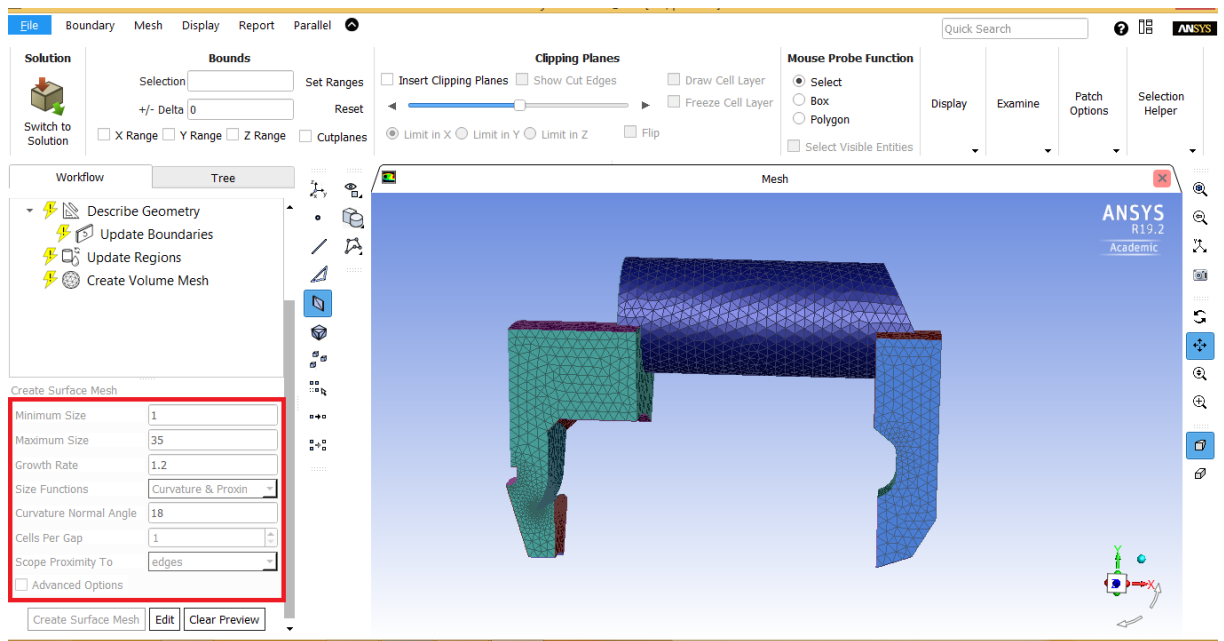 File Boundary Mesh Display Report Parallel Quick Search ANSYS
Solution Bounds Clipping Planes Mouse Probe Function
Selection Set Ranges Insert Clipping Planes Show Cut Edges Draw Cell Layer Select
+/- Delta 0 Reset Freeze Cell Layer Box Display Examine Patch Options Selection Helper
Switch to Solution X Range Y Range Z Range Cutplanes Limit in X Limit in Y Limit in Z Flip Polygon
Select Visible Entities
Workflow Tree Mesh
Describe Geometry
Update Boundaries
Update Regions
Create Volume Mesh
ANSYS
R19.2
Academic
Create Surface Mesh
Minimum Size 1
Maximum Size 35
Growth Rate 1.2
Size Functions Curvature & Proxin
Curvature Normal Angle 18
Cells Per Gap 1
Scope Proximity To edges
Advanced Options
Create Surface Mesh Edit Clear Preview
Y
X